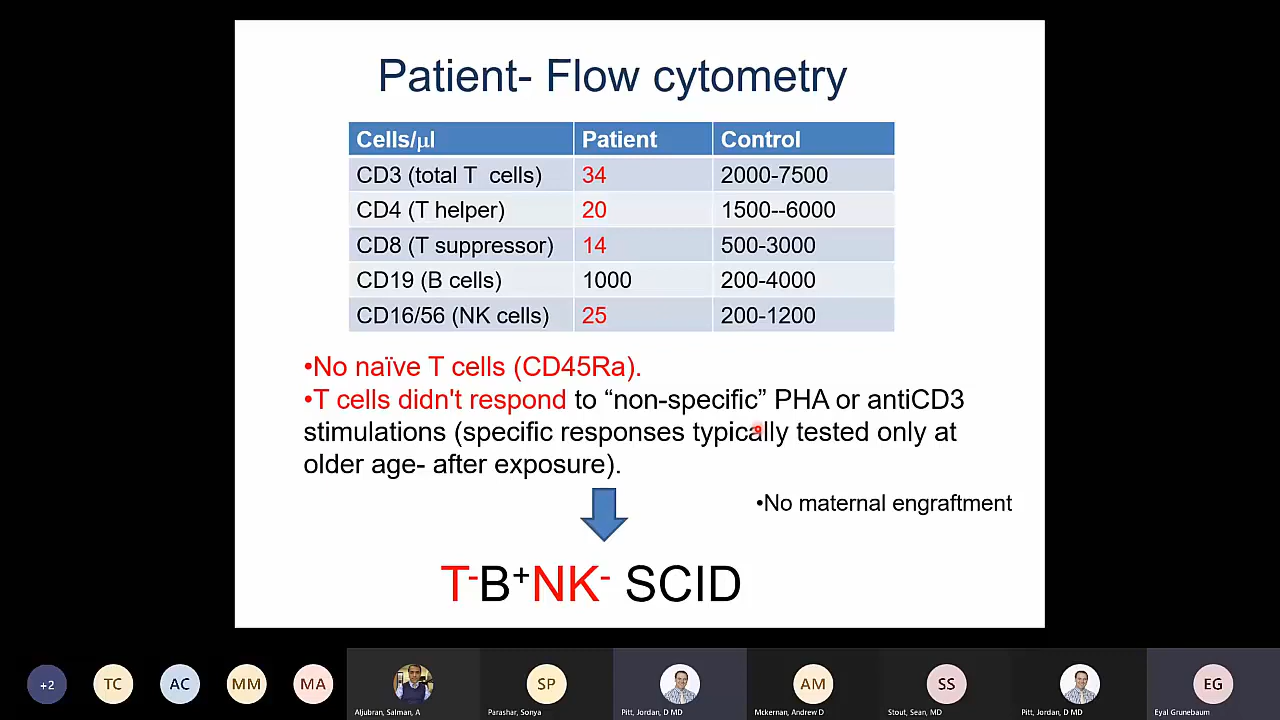 Patient- Flow cytometry
Cells/μl Patient Control
CD3 (total T cells) 34 2000-7500
CD4 (T helper) 20 1500--6000
CD8 (T suppressor) 14 500-3000
CD19 (B cells) 1000 200-4000
CD16/56 (NK cells) 25 200-1200
•No naïve T cells (CD45Ra).
•T cells didn't respond to “non-specific” PHA or antiCD3
stimulations (specific responses typically tested only at
older age- after exposure).
•No maternal engraftment
T-B+NK- SCID
+2 TC AC MM MA SP AM SS EG
Aljubran, Salman, A Parashar, Sonya Pitt, Jordan, D MD Mckernan, Andrew D Stout, Sean, MD Pitt, Jordan, D MD Eyal Grunebaum